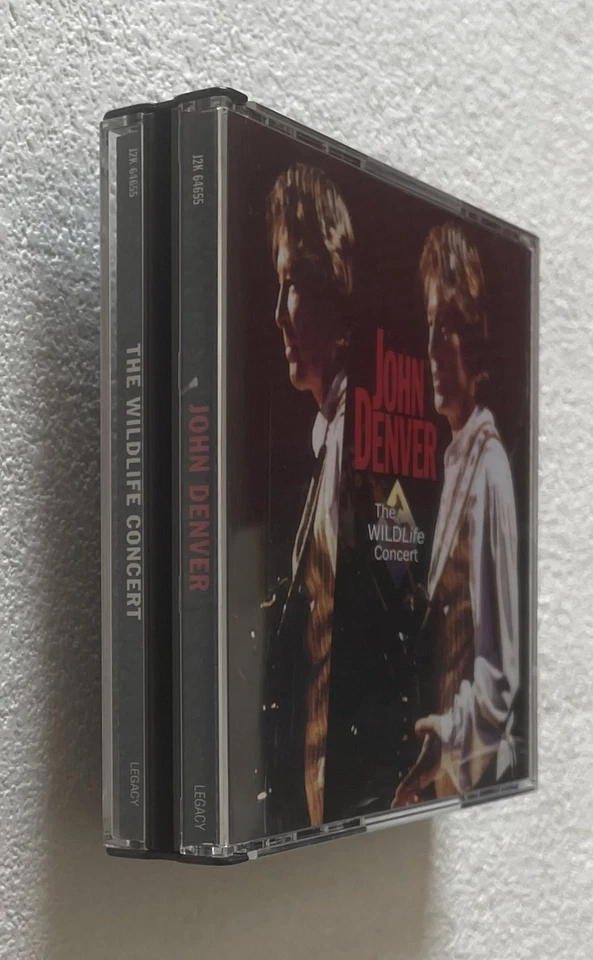 J2K 64655
THE WILDLIFE CONCERT
LEGACY
J2K 64655
JOHN DENVER
LEGACY
JOHN
DENVER
The
WILDLife
Concert